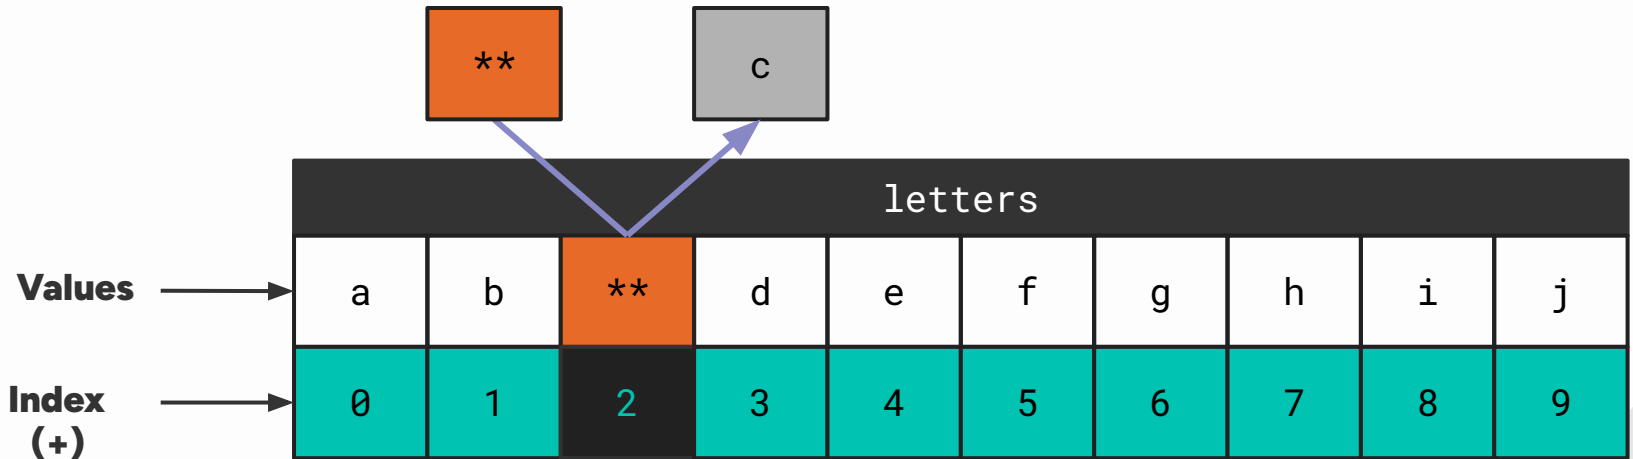 ** c
letters
Values a b ** d e f g h i j
Index 0 1 2 3 4 5 6 7 8 9
(+)